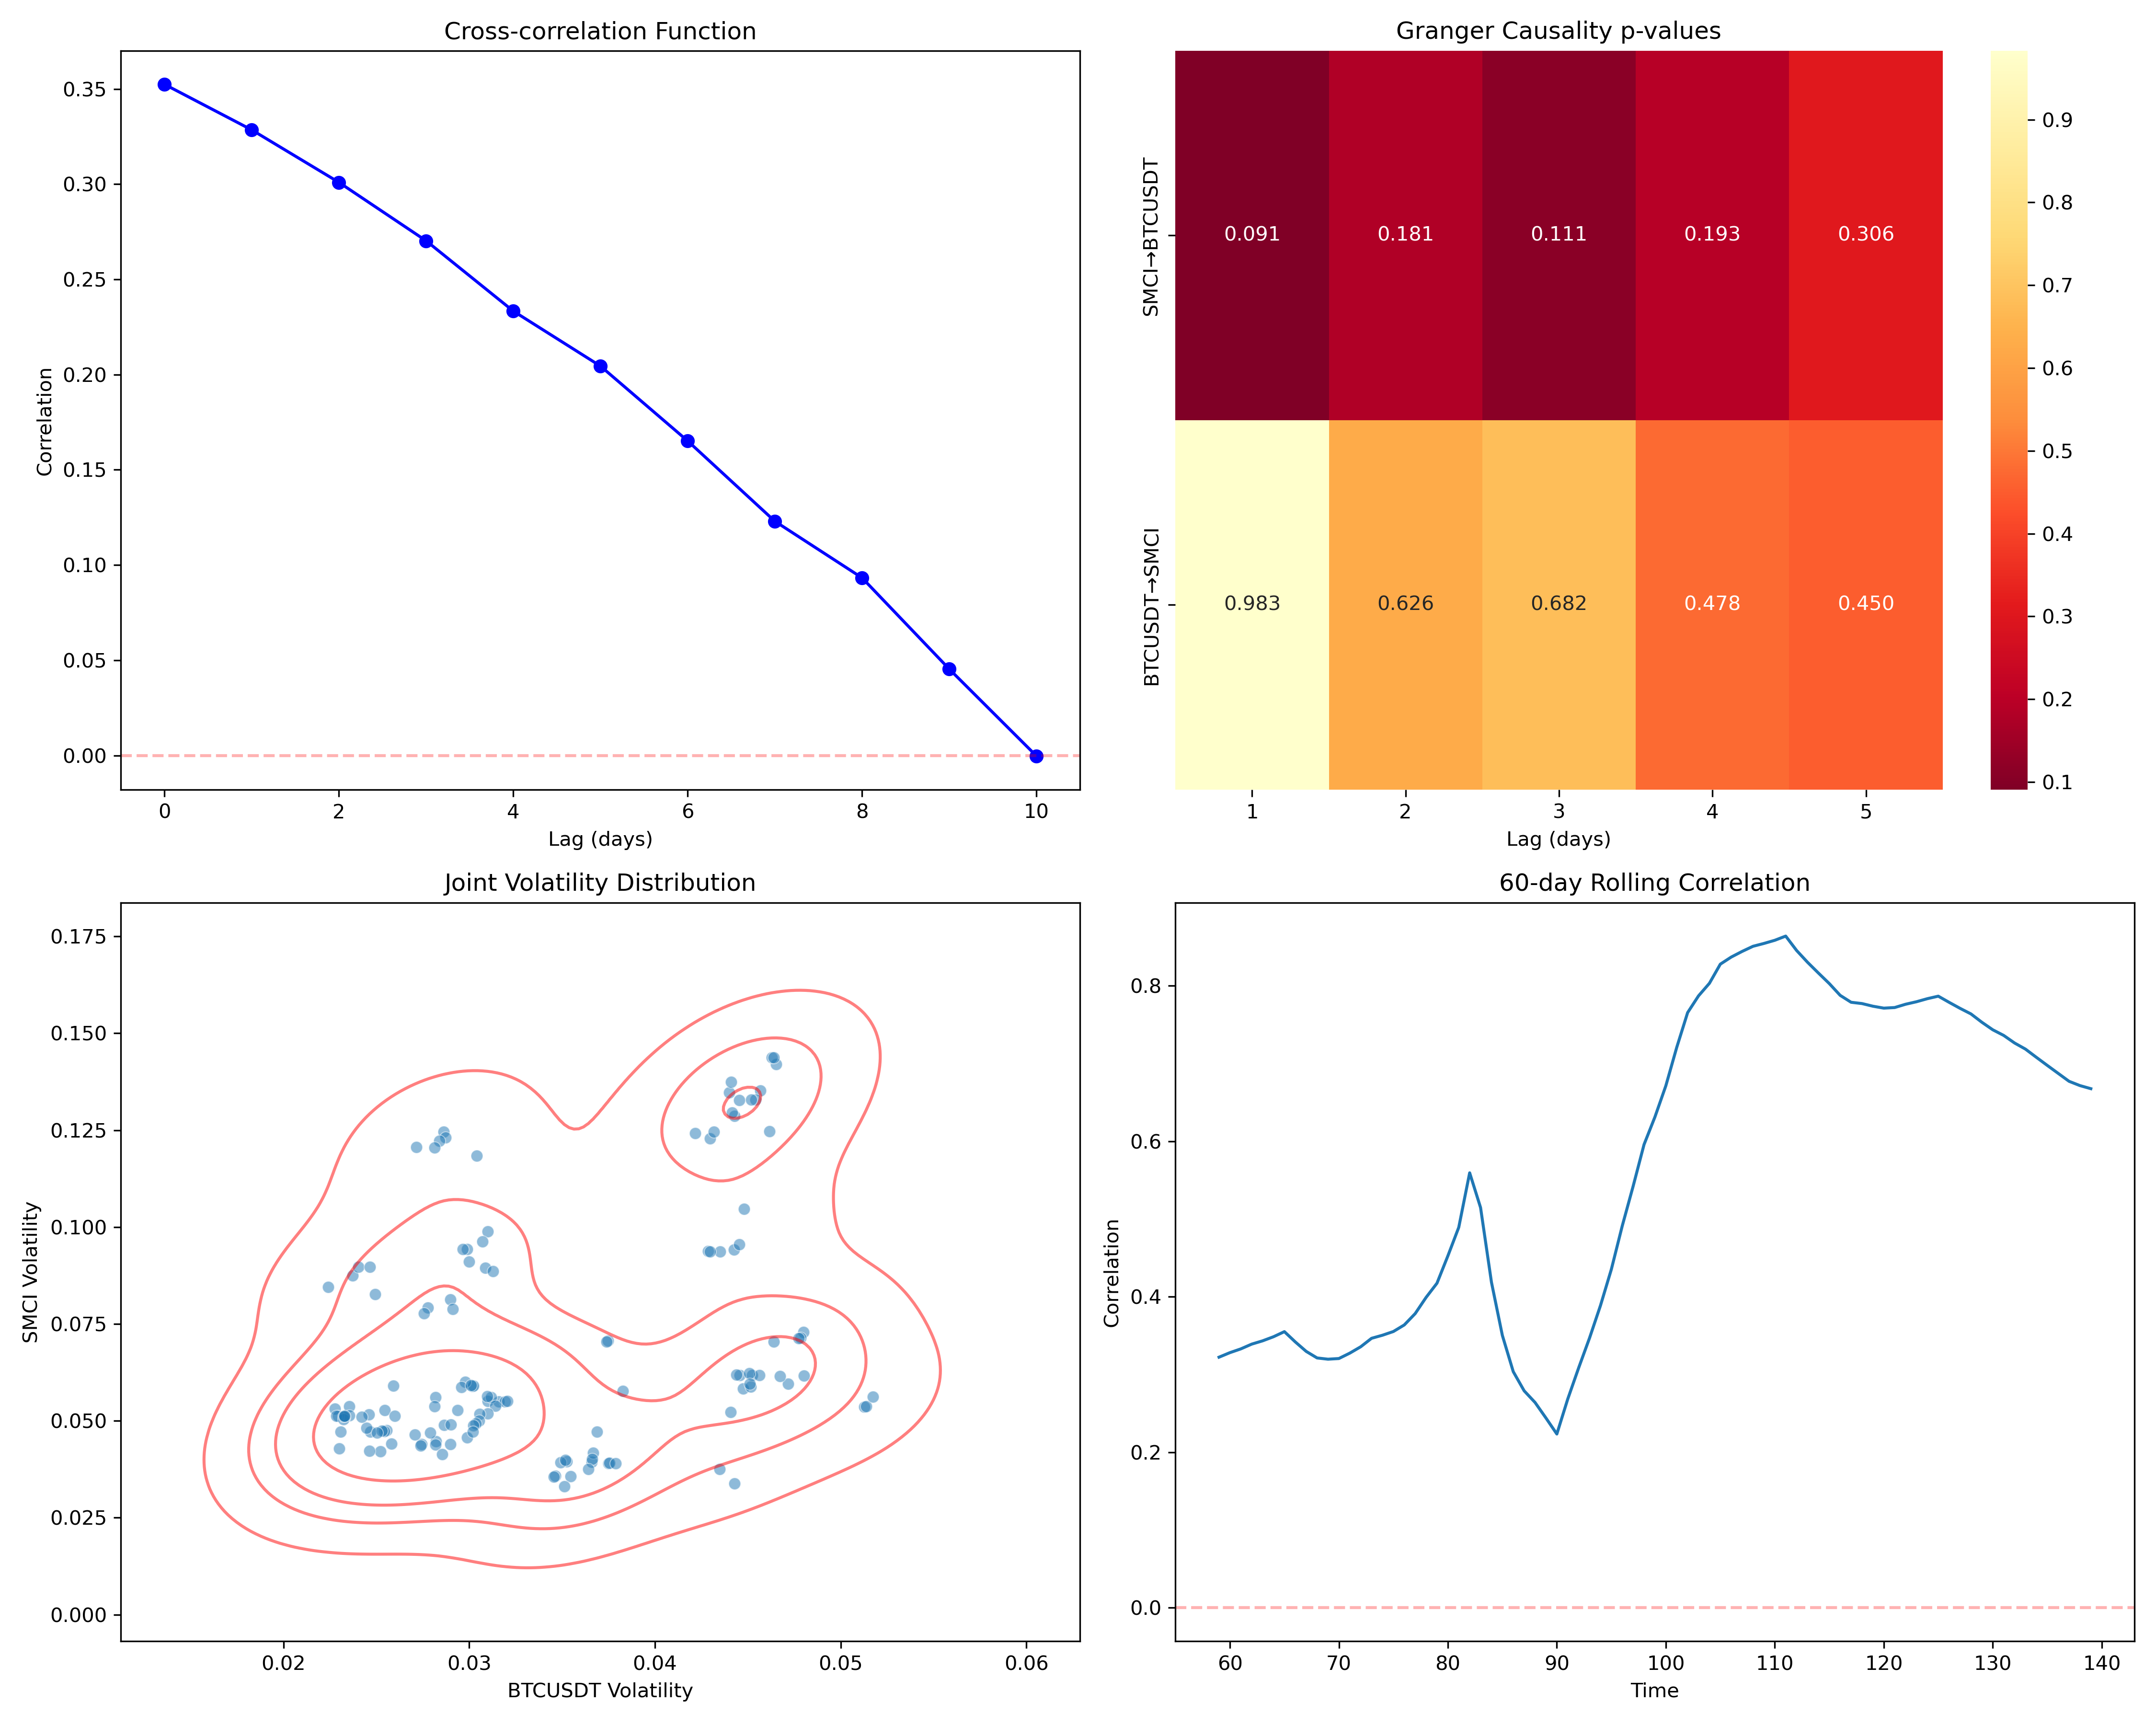 Cross-correlation Function
Correlation
0.35
0.30
0.25
0.20
0.15
0.10
0.05
0.00
0 2 4 6 8 10
Lag (days)
Granger Causality p-values
SMCI→BTCUSDT
0.091 0.181 0.111 0.193 0.306
BTCUSDT→SMCI
0.983 0.626 0.682 0.478 0.450
1 2 3 4 5
Lag (days)
0.9
0.8
0.7
0.6
0.5
0.4
0.3
0.2
0.1
Joint Volatility Distribution
SMCI Volatility
0.175
0.150
0.125
0.100
0.075
0.050
0.025
0.000
0.02 0.03 0.04 0.05 0.06
BTCUSDT Volatility
60-day Rolling Correlation
Correlation
0.8
0.6
0.4
0.2
0.0
60 70 80 90 100 110 120 130 140
Time